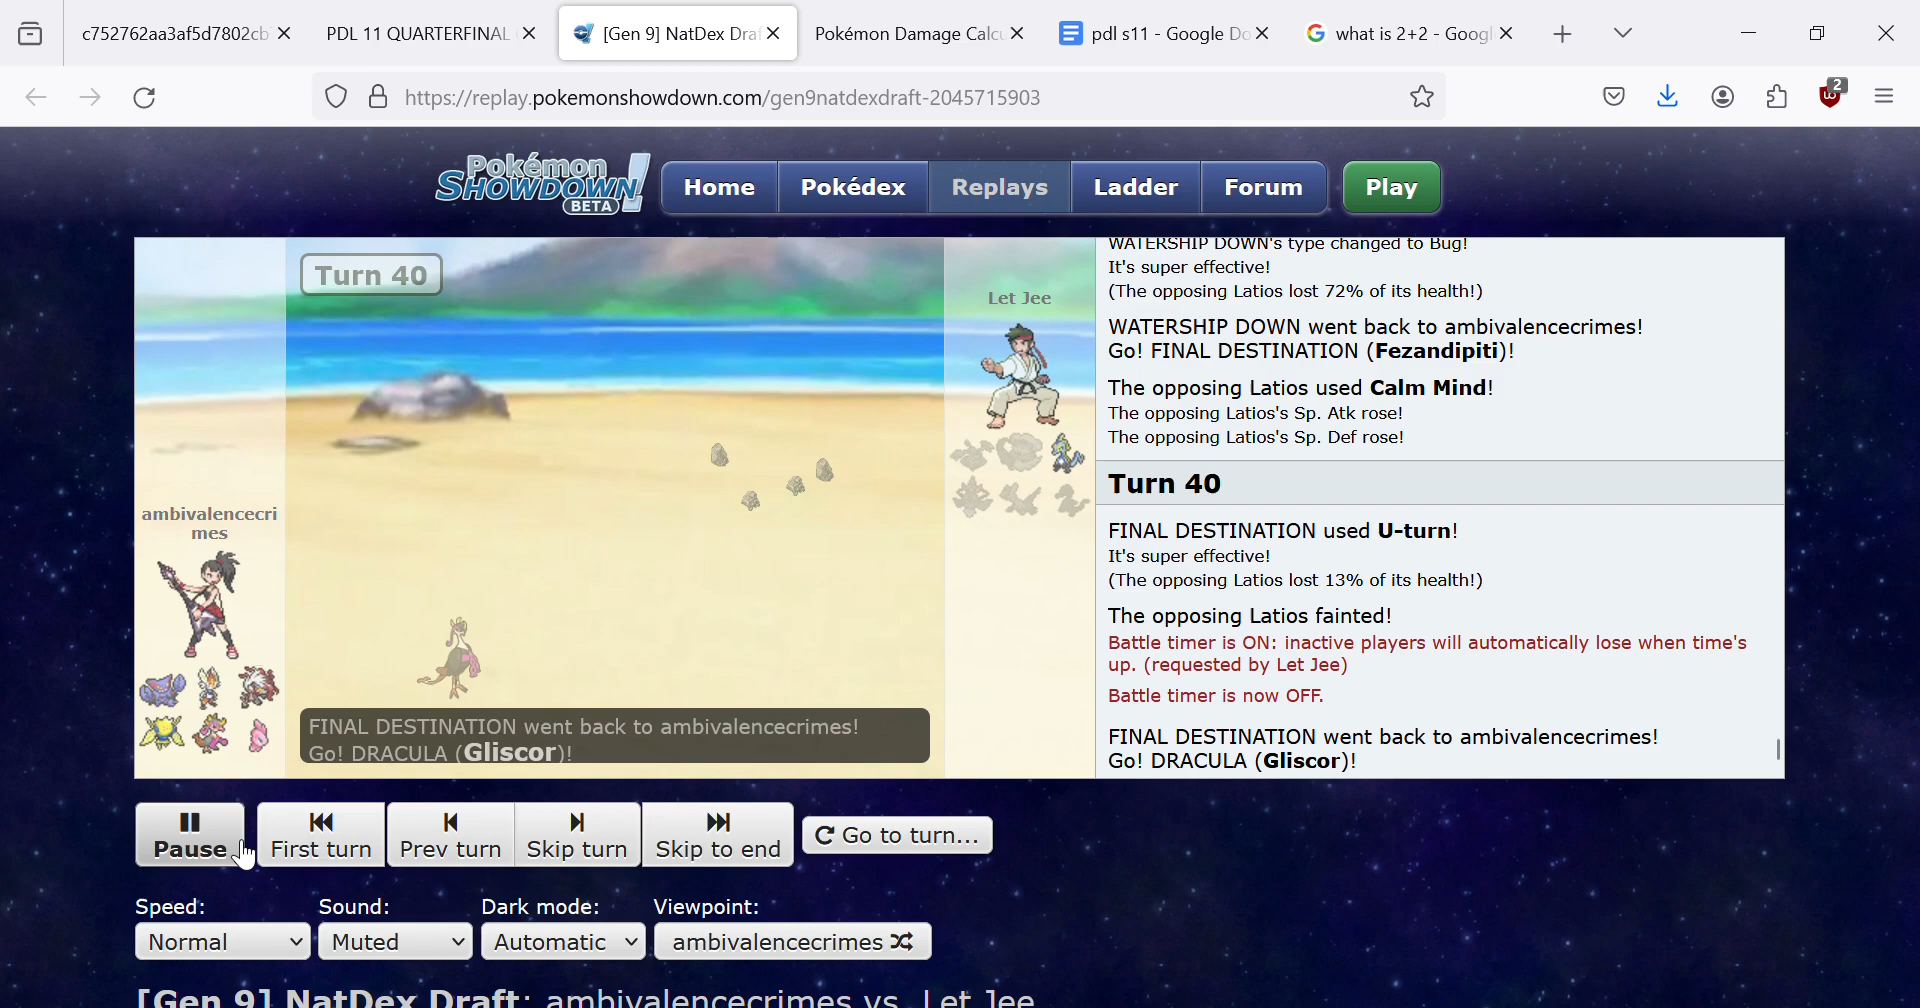 c752762aa3af5d7802cb
PDL 11 QUARTERFINAL
[Gen 9] NatDex Dra
Pokémon Damage Calc
pdl s11 - Google Do
what is 2+2 - Goog
https://replay.pokemonshowdown.com/gen9natdexdraft-2045715903
2
Pokémon
SHOWDOWN!
BETA
Home
Pokédex
Replays
Ladder
Forum
Play
Turn 40
Let Jee
ambivalencecri
mes
FINAL DESTINATION went back to ambivalencecrimes!
Go! DRACULA (Gliscor)!
WATERSHIP DOWN's type changed to Bug!
It's super effective!
(The opposing Latios lost 72% of its health!)
WATERSHIP DOWN went back to ambivalencecrimes!
Go! FINAL DESTINATION (Fezandipiti)!
The opposing Latios used Calm Mind!
The opposing Latios's Sp. Atk rose!
The opposing Latios's Sp. Def rose!
Turn 40
FINAL DESTINATION used U-turn!
It's super effective!
(The opposing Latios lost 13% of its health!)
The opposing Latios fainted!
Battle timer is ON: inactive players will automatically lose when time's
up. (requested by Let Jee)
Battle timer is now OFF.
FINAL DESTINATION went back to ambivalencecrimes!
Go! DRACULA (Gliscor)!
Pause
First turn
Prev turn
Skip turn
Skip to end
Go to turn...
Speed:
Sound:
Dark mode:
Viewpoint:
Normal
Muted
Automatic
ambivalencecrimes
[Gen 9] NatDex Draft: ambivalencecrimes vs. Let Jee